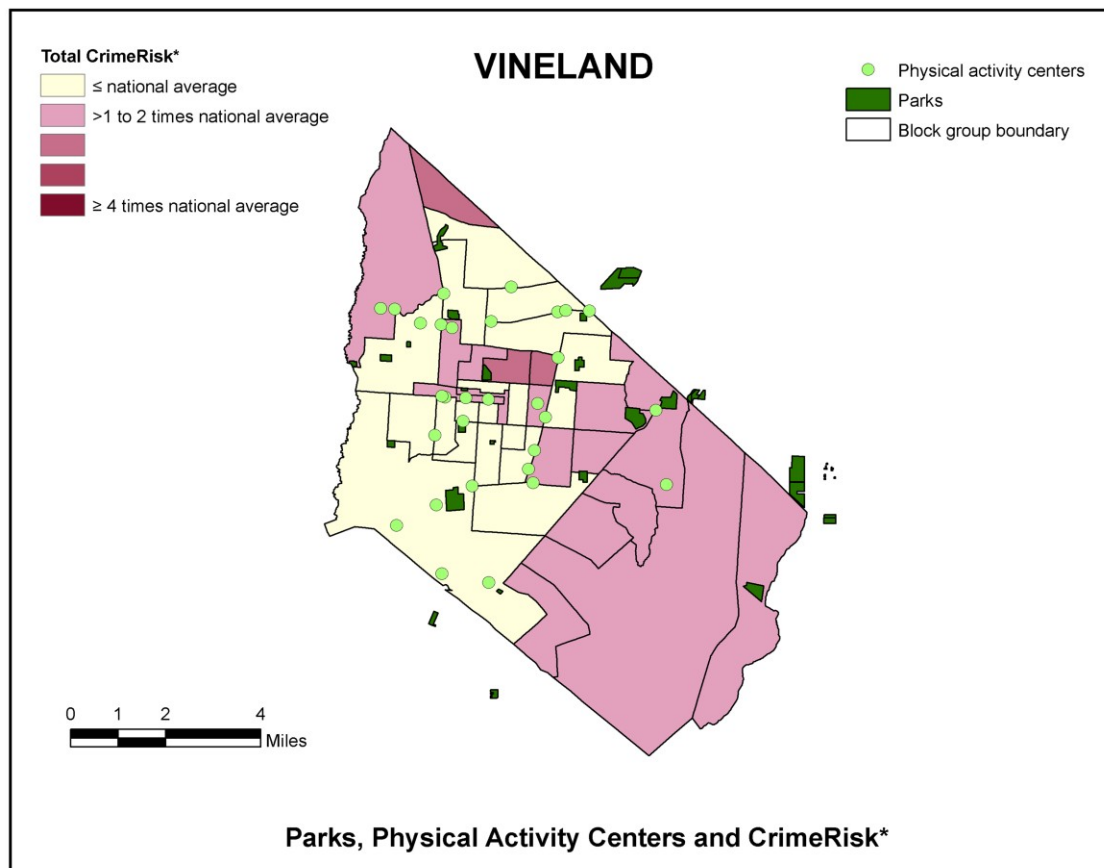 VINELAND
Total CrimeRisk*
≤ national average
>1 to 2 times national average
≥ 4 times national average
Physical activity centers
Parks
Block group boundary
0 1 2 4
Miles
Parks, Physical Activity Centers and CrimeRisk*